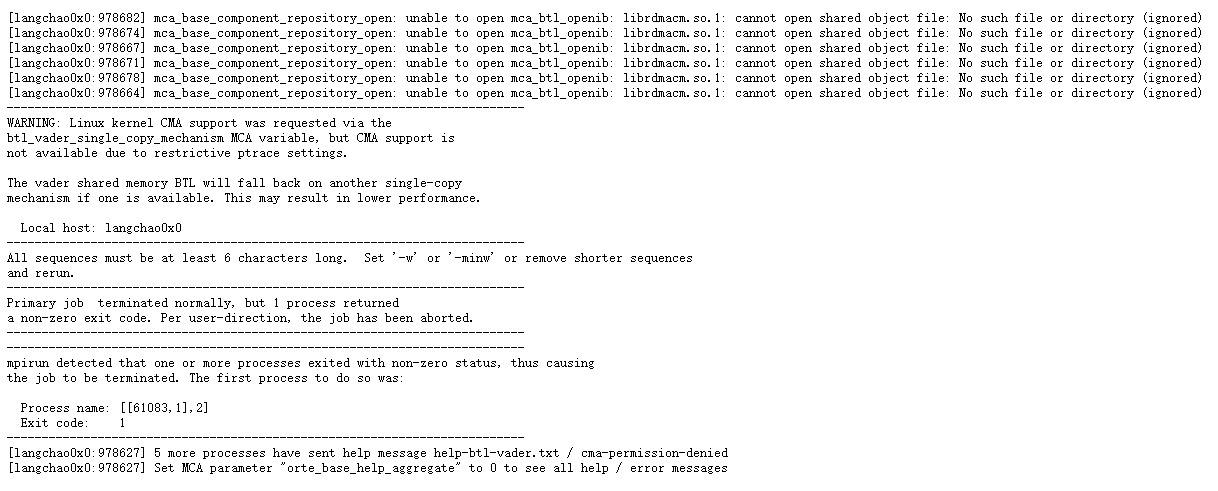 [langchao0x0:978682] mca_base_component_repository_open: unable to open mca_btl_openib: librdmacm.so.1: cannot open shared object file: No such file or directory (ignored)
[langchao0x0:978674] mca_base_component_repository_open: unable to open mca_btl_openib: librdmacm.so.1: cannot open shared object file: No such file or directory (ignored)
[langchao0x0:978667] mca_base_component_repository_open: unable to open mca_btl_openib: librdmacm.so.1: cannot open shared object file: No such file or directory (ignored)
[langchao0x0:978671] mca_base_component_repository_open: unable to open mca_btl_openib: librdmacm.so.1: cannot open shared object file: No such file or directory (ignored)
[langchao0x0:978678] mca_base_component_repository_open: unable to open mca_btl_openib: librdmacm.so.1: cannot open shared object file: No such file or directory (ignored)
[langchao0x0:978664] mca_base_component_repository_open: unable to open mca_btl_openib: librdmacm.so.1: cannot open shared object file: No such file or directory (ignored)
--------------------------------------------------------------------------
WARNING: Linux kernel CMA support was requested via the
btl_vader_single_copy_mechanism MCA variable, but CMA support is
not available due to restrictive ptrace settings.

The vader shared memory BTL will fall back on another single-copy
mechanism if one is available. This may result in lower performance.

  Local host: langchao0x0
--------------------------------------------------------------------------
All sequences must be at least 6 characters long.  Set '-w' or '-minw' or remove shorter sequences
and rerun.
--------------------------------------------------------------------------
Primary job  terminated normally, but 1 process returned
a non-zero exit code. Per user-direction, the job has been aborted.
--------------------------------------------------------------------------
--------------------------------------------------------------------------
mpirun detected that one or more processes exited with non-zero status, thus causing
the job to be terminated. The first process to do so was:

  Process name: [[61083,1],2]
  Exit code:    1
--------------------------------------------------------------------------
[langchao0x0:978627] 5 more processes have sent help message help-btl-vader.txt / cma-permission-denied
[langchao0x0:978627] Set MCA parameter "orte_base_help_aggregate" to 0 to see all help / error messages